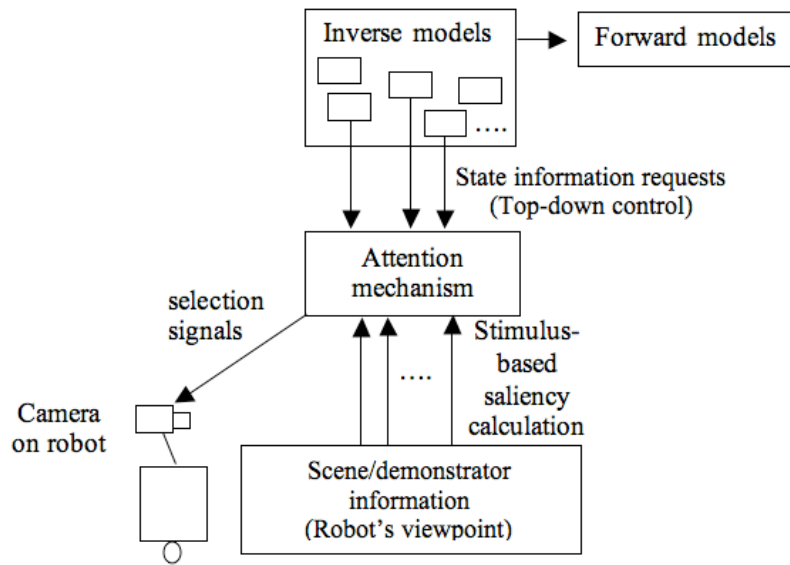 Inverse models
Forward models
....
State information requests
(Top-down control)
Attention
mechanism
selection
signals
Stimulus-
based
saliency
calculation
....
Camera
on robot
Scene/demonstrator
information
(Robot's viewpoint)